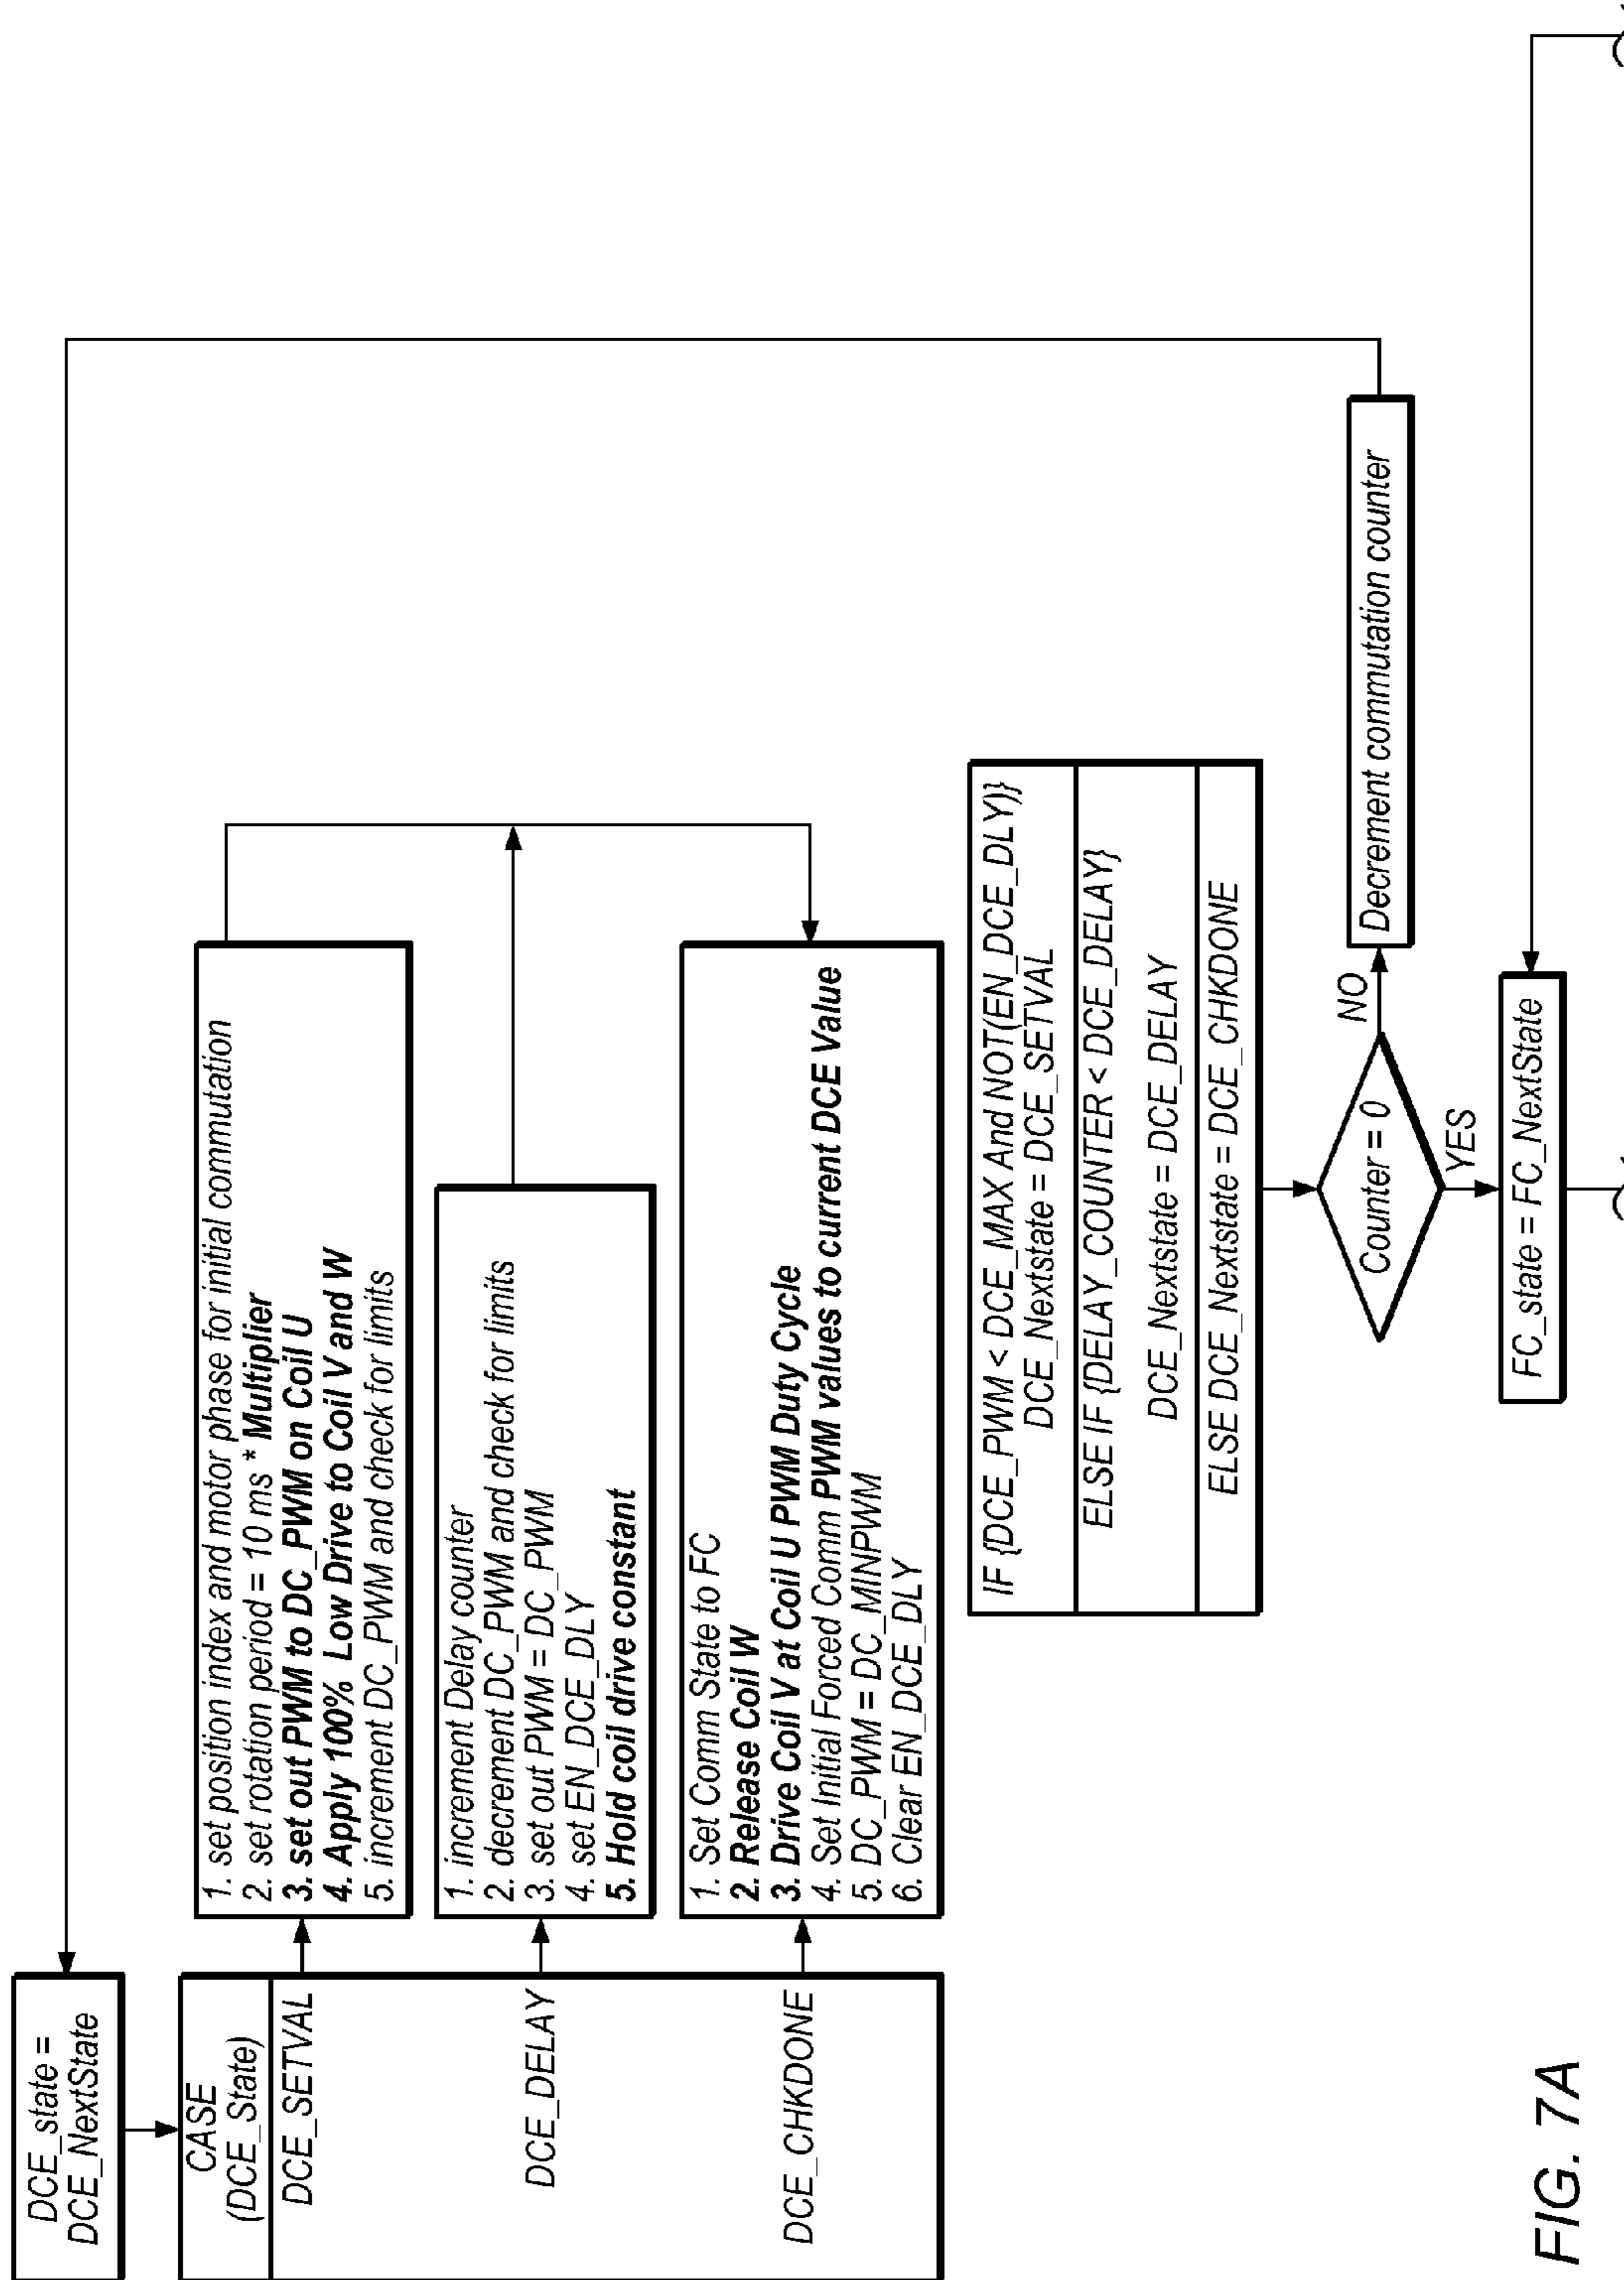 DCE_state =
DCE_NextState
CASE
(DCE_State)
DCE_SETVAL
DCE_DELAY
DCE_CHKDONE
1. set position index and motor phase for initial commutation
2. set rotation period = 10 ms * Multiplier
3. set out PWM to DC_PWM on Coil U
4. Apply 100% Low Drive to Coil V and W
5. increment DC_PWM and check for limits
1. increment Delay counter
2. decrement DC_PWM and check for limits
3. set out PWM = DC_PWM
4. set EN_DCE_DLY
5. Hold coil drive constant
1. Set Comm State to FC
2. Release Coil W
3. Drive Coil V at Coil U PWM Duty Cycle
4. Set Initial Forced Comm PWM values to current DCE Value
5. DC_PWM = DC_MINPWM
6. Clear EN_DCE_DLY
IF {DCE_PWM < DCE_MAX And NOT(EN_DCE_DLY)}
DCE_Nextstate = DCE_SETVAL
ELSE IF {DELAY_COUNTER < DCE_DELAY}
DCE_Nextstate = DCE_DELAY
ELSE DCE_Nextstate = DCE_CHKDONE
Counter = 0
NO
Decrement commutation counter
YES
FC_state = FC_NextState
FIG. 7A